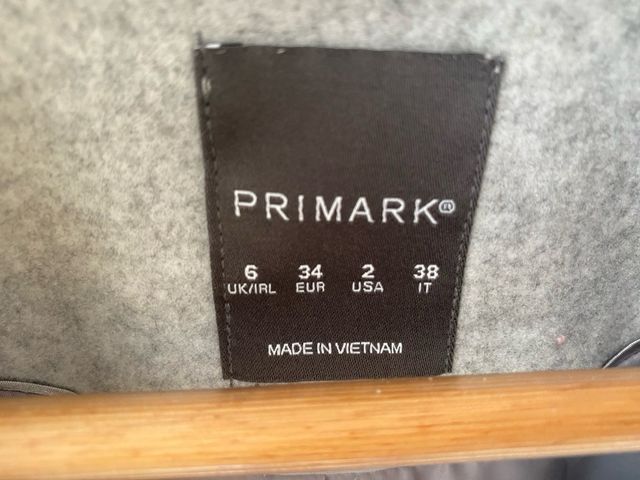 PRIMARK®
6 34 2 38
UK/IRL EUR USA IT
MADE IN VIETNAM